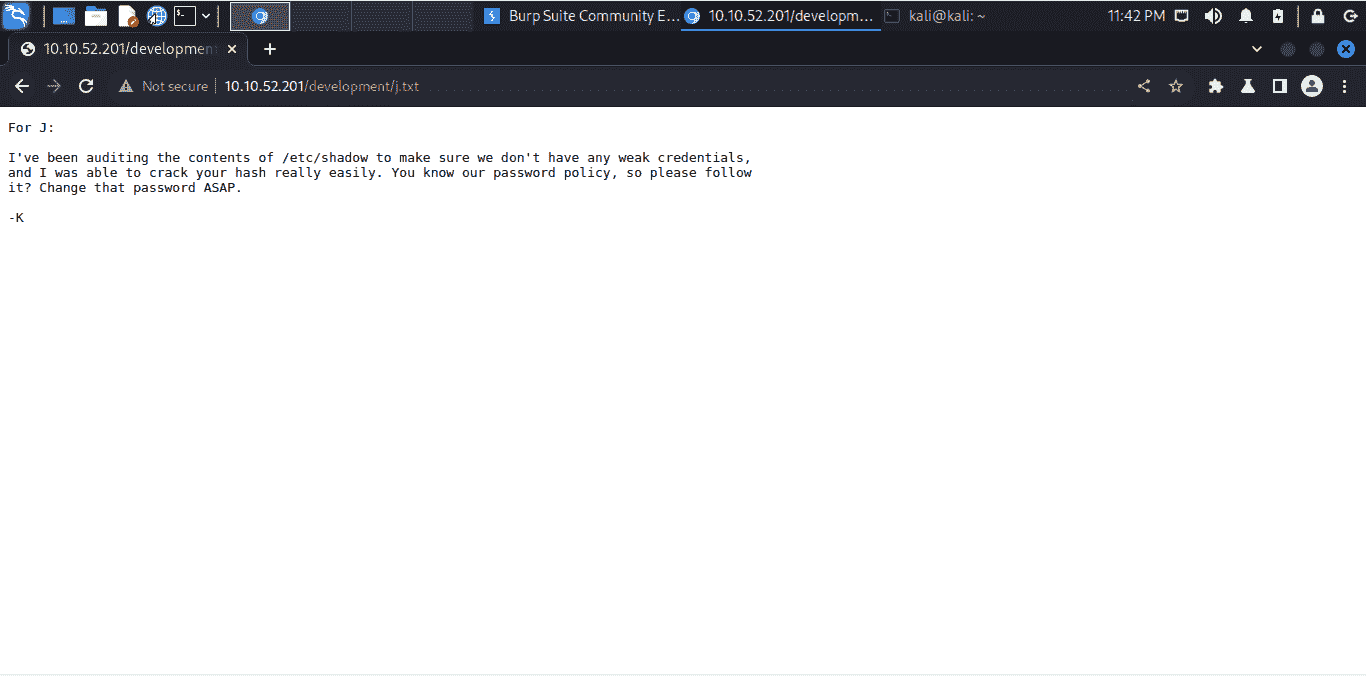 Burp Suite Community E... 10.10.52.201/developm... kali@kali: ~ 11:42 PM
10.10.52.201/development
Not secure 10.10.52.201/development/j.txt
For J:
I've been auditing the contents of /etc/shadow to make sure we don't have any weak credentials,
and I was able to crack your hash really easily. You know our password policy, so please follow
it? Change that password ASAP.
-K